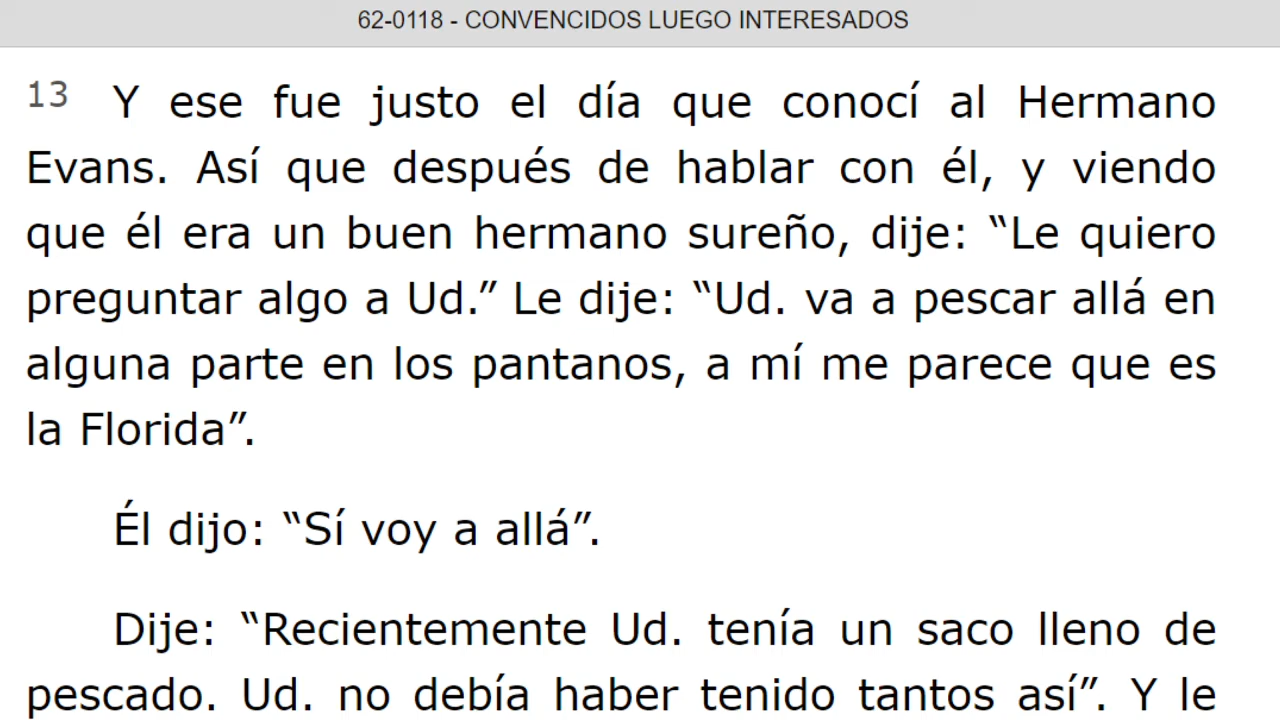 62-0118 - CONVENCIDOS LUEGO INTERESADOS
13 Y ese fue justo el día que conocí al Hermano
Evans. Así que después de hablar con él, y viendo
que él era un buen hermano sureño, dije: “Le quiero
preguntar algo a Ud.” Le dije: “Ud. va a pescar allá en
alguna parte en los pantanos, a mí me parece que es
la Florida”.
Él dijo: “Sí voy a allá”.
Dije: “Recientemente Ud. tenía un saco lleno de
pescado. Ud. no debía haber tenido tantos así”. Y le